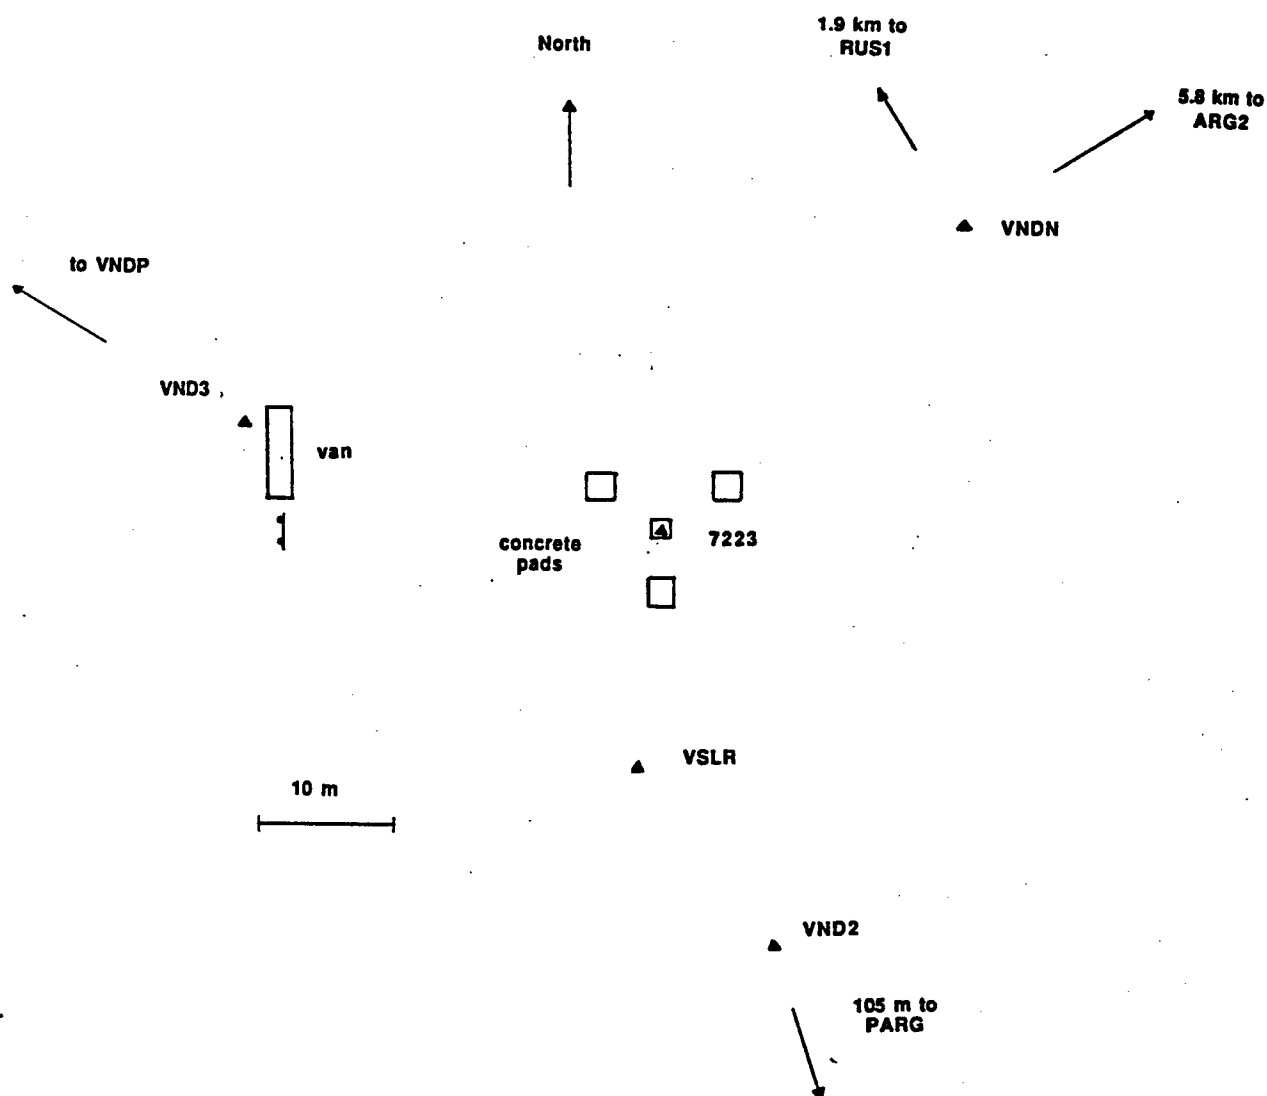 North
1.9 km to
RUS1
5.8 km to
ARG2
VNDN
to VNDP
VND3
van
concrete
pads
7223
VSLR
10 m
VND2
105 m to
PARG